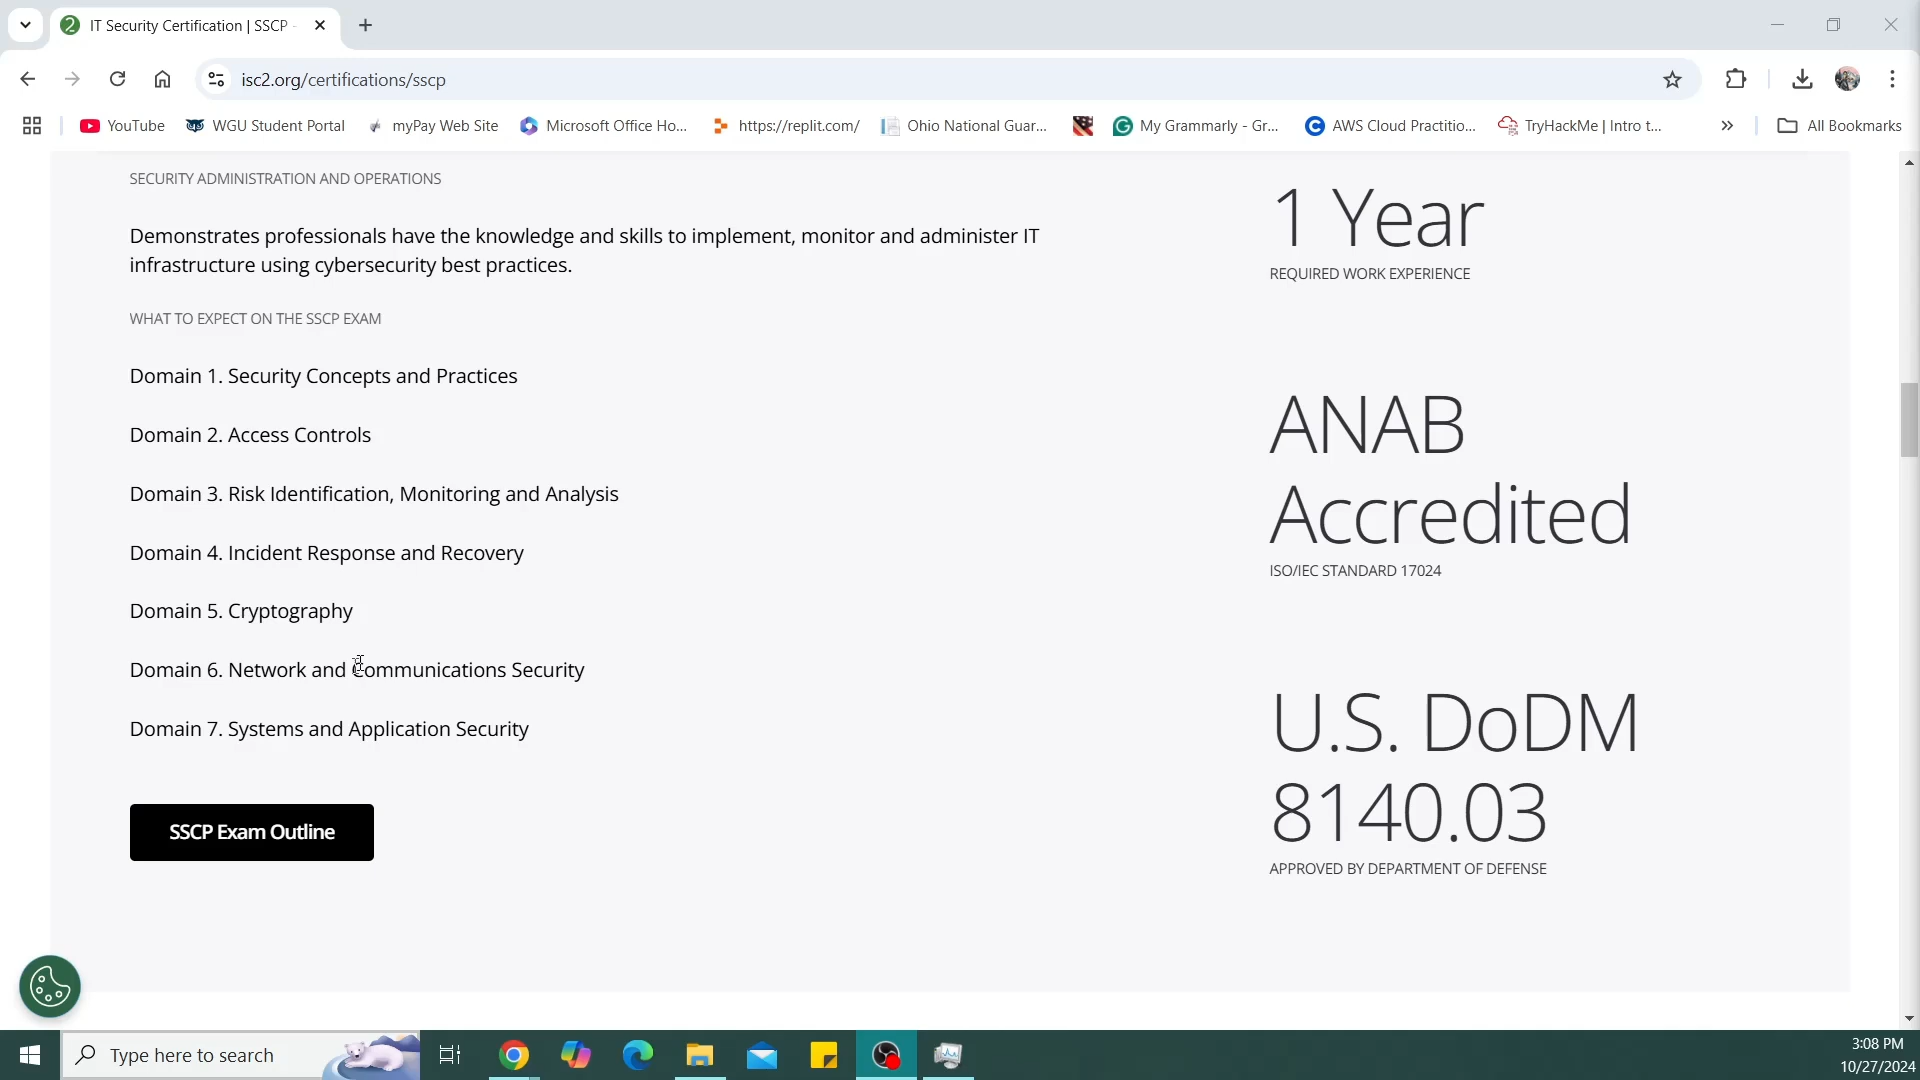 IT Security Certification | SSCP -
isc2.org/certifications/sscp
YouTube
WGU Student Portal
myPay Web Site
Microsoft Office Ho...
https://replit.com/
Ohio National Guar...
My Grammarly - Gr...
AWS Cloud Practitio...
TryHackMe | Intro t...
All Bookmarks
SECURITY ADMINISTRATION AND OPERATIONS
Demonstrates professionals have the knowledge and skills to implement, monitor and administer IT
infrastructure using cybersecurity best practices.
WHAT TO EXPECT ON THE SSCP EXAM
Domain 1. Security Concepts and Practices
Domain 2. Access Controls
Domain 3. Risk Identification, Monitoring and Analysis
Domain 4. Incident Response and Recovery
Domain 5. Cryptography
Domain 6. Network and Communications Security
Domain 7. Systems and Application Security
SSCP Exam Outline
1 Year
REQUIRED WORK EXPERIENCE
ANAB
Accredited
ISO/IEC STANDARD 17024
U.S. DoDM
8140.03
APPROVED BY DEPARTMENT OF DEFENSE
Type here to search
3:08 PM
10/27/2024